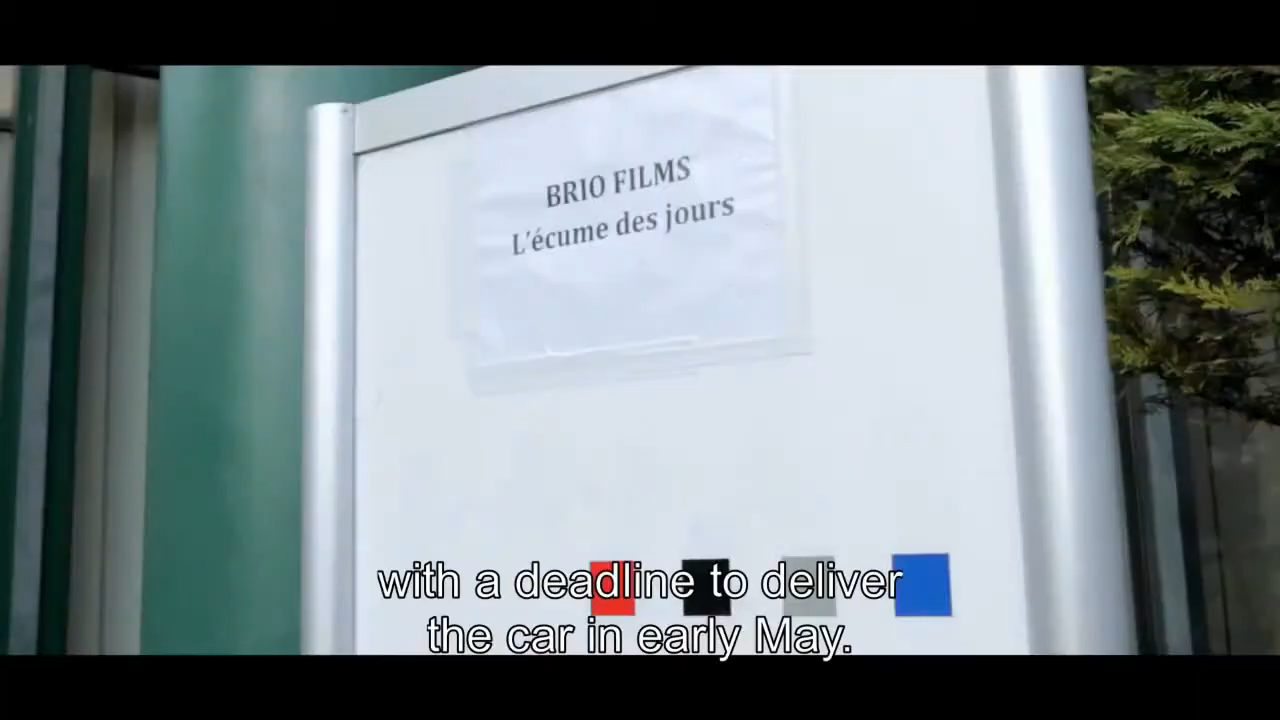 BRIO FILMS
L'écume des jours
with a deadline to deliver
the car in early May.